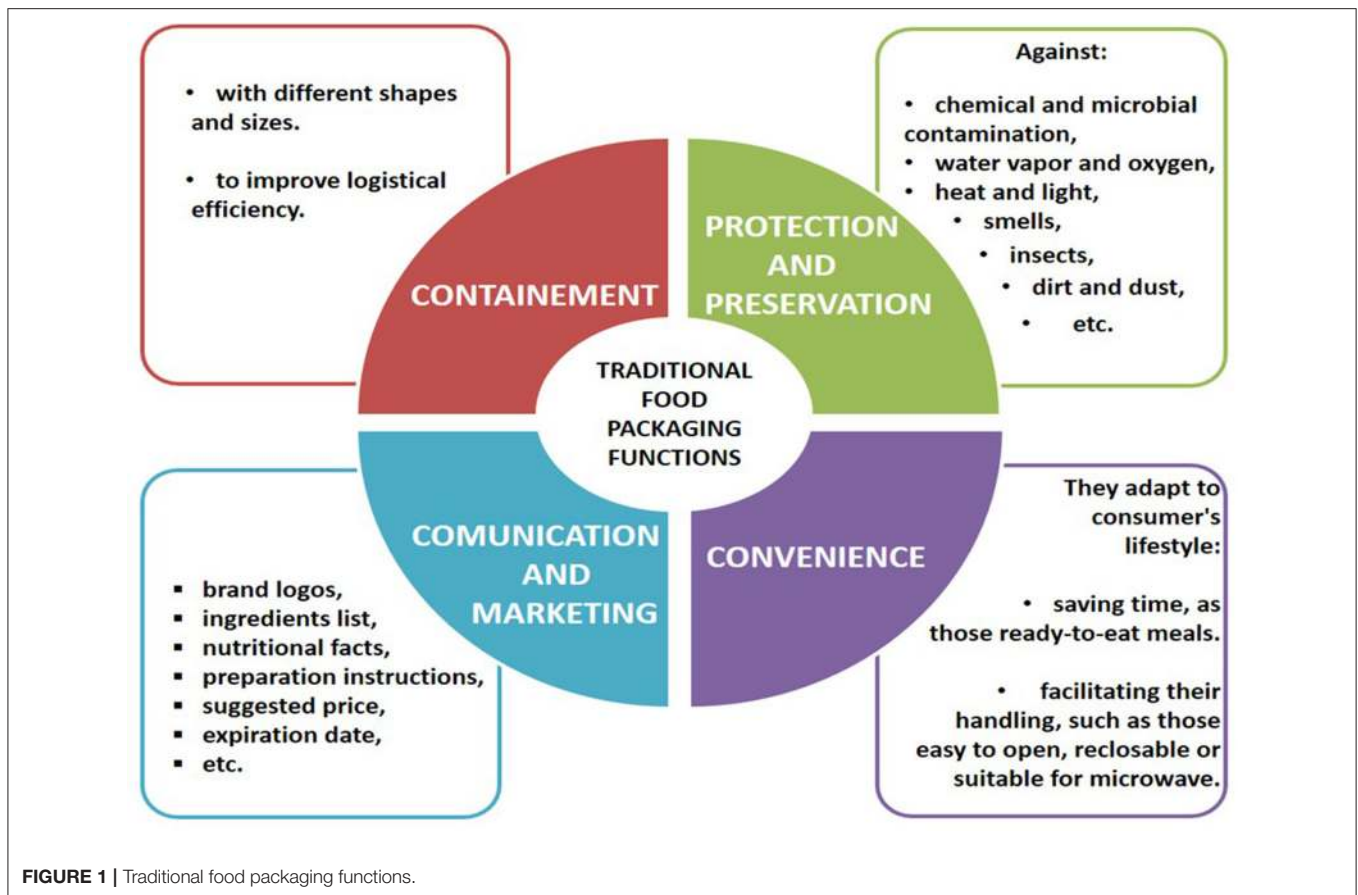 • with different shapes
and sizes.
• to improve logistical
efficiency.
CONTAINEMENT
Against:
• chemical and microbial
contamination,
• water vapor and oxygen,
• heat and light,
• smells,
• insects,
• dirt and dust,
• etc.
PROTECTION
AND
PRESERVATION
TRADITIONAL
FOOD
PACKAGING
FUNCTIONS
COMUNICATION
AND
MARKETING
▪ brand logos,
▪ ingredients list,
▪ nutritional facts,
▪ preparation instructions,
▪ suggested price,
▪ expiration date,
▪ etc.
CONVENIENCE
They adapt to
consumer's
lifestyle:
• saving time, as
those ready-to-eat meals.
• facilitating their
handling, such as those
easy to open, reclosable or
suitable for microwave.
FIGURE 1 | Traditional food packaging functions.